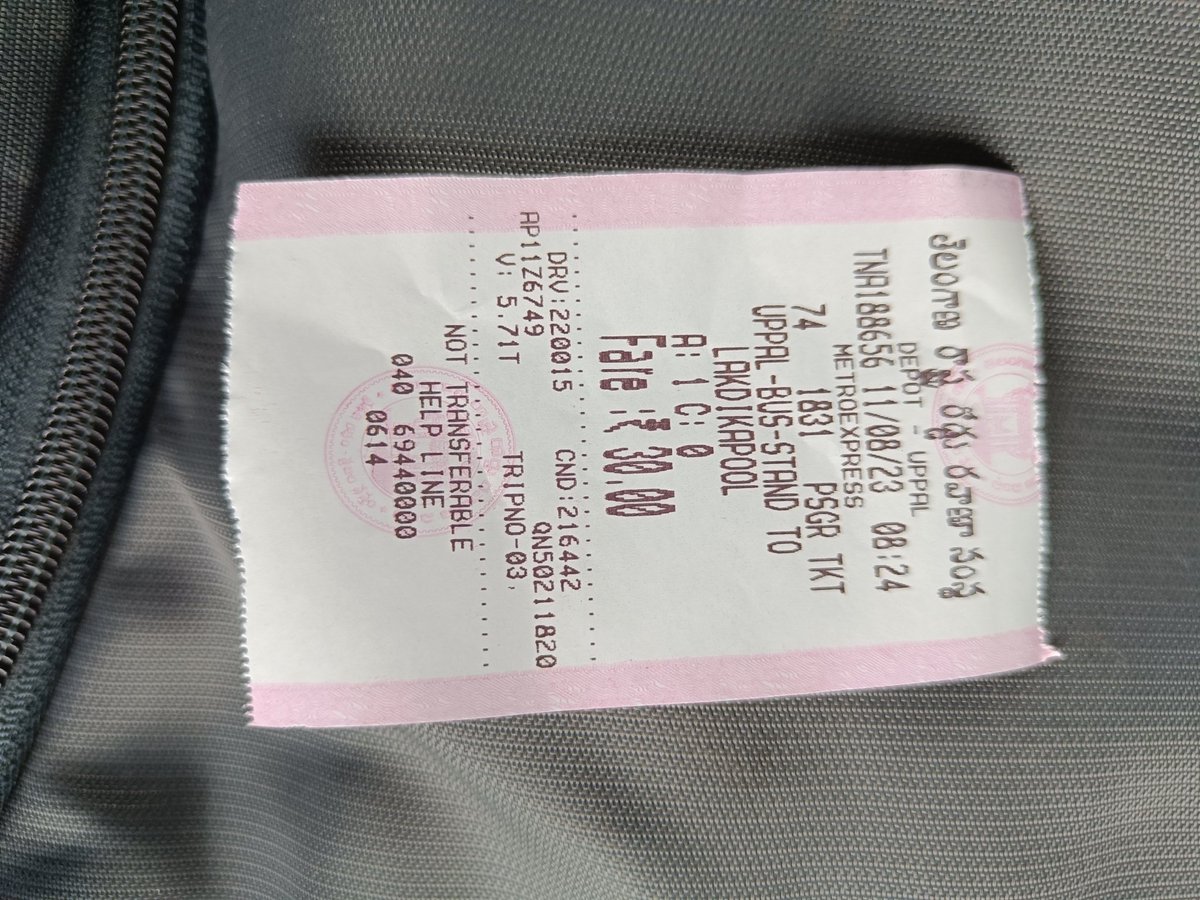 తెలంగాణ రాష్ట్ర రోడ్డు రవాణా సంస్థ
DEPOT - UPPAL
TNA188656 11/08/23 08:24
METROEXPRESS
74 1831 PSGR TKT
UPPAL-BUS-STAND TO
LAKDIKAPOOL
A: 1 C: 0
Fare :₹ 30.00
DRV:220015 CND:216442
AP11Z6749 QN50211820
V: 5.71T TRIPNO-03,
NOT TRANSFERABLE
HELP LINE
040 69440000
0614